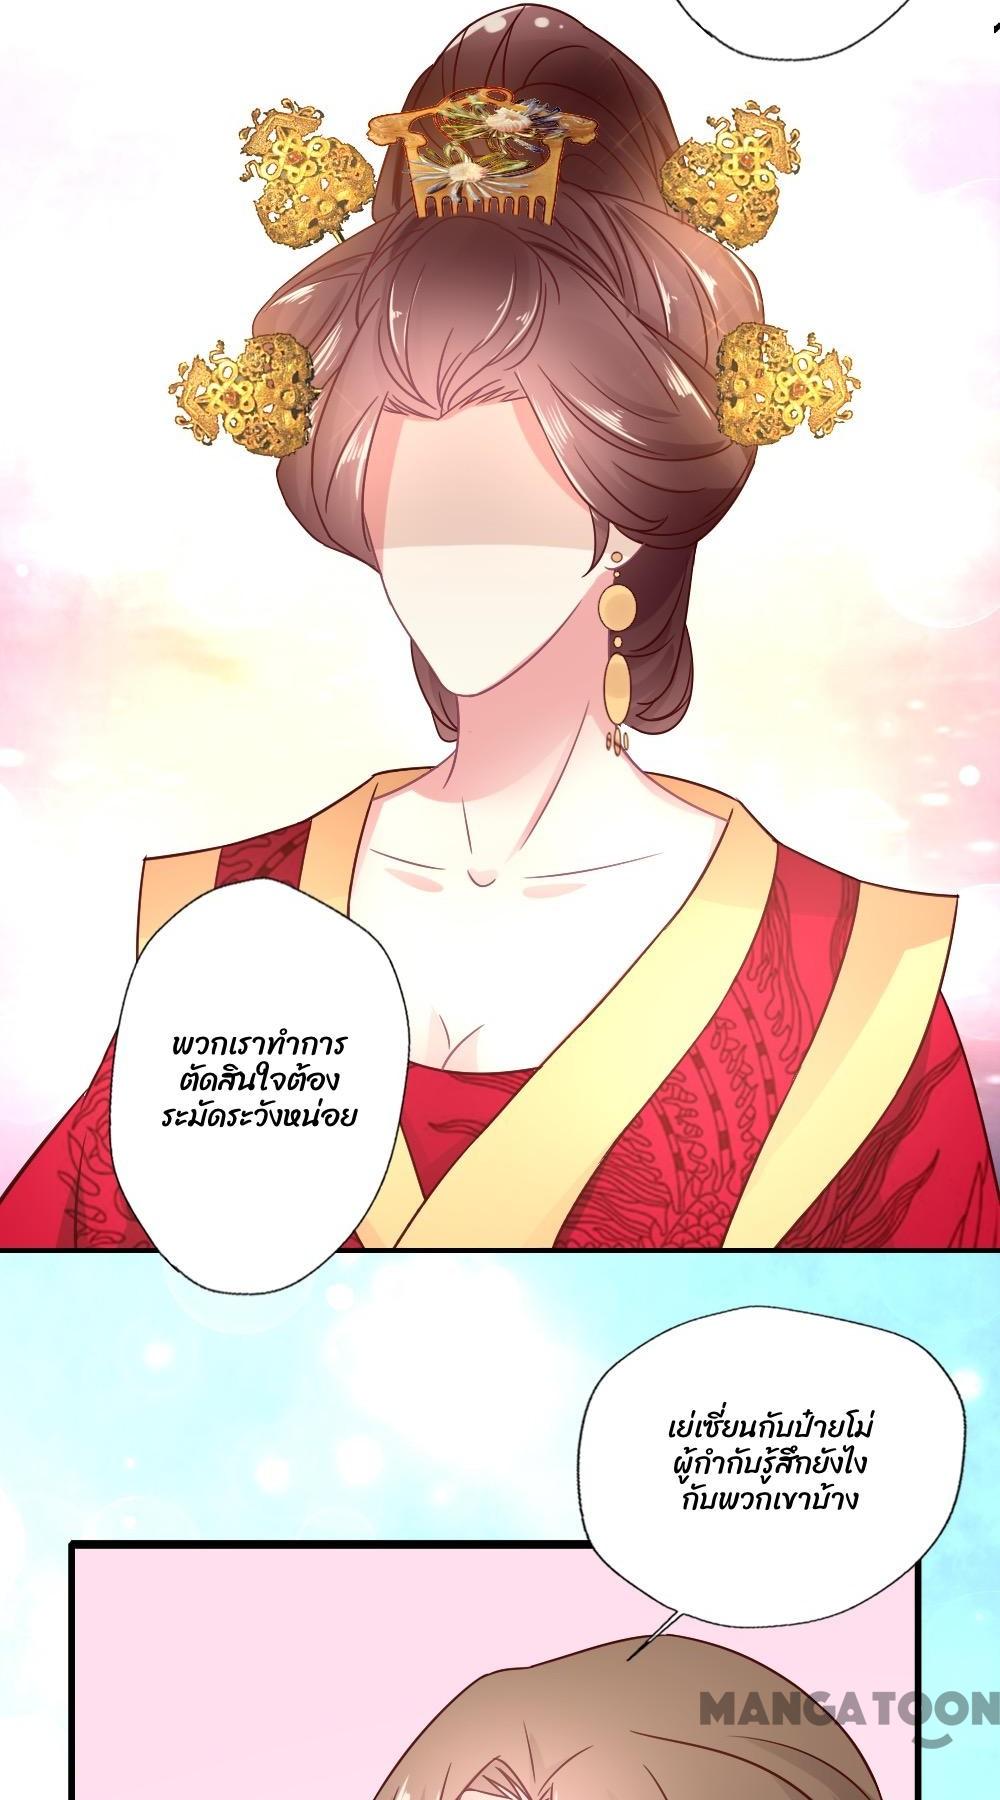 พวกเราทำการ
ตัดสินใจต้อง
ระมัดระวังหน่อย
เย่เซี่ยนกับป๋ายโม่
ผู้กำกับรู้สึกยังไง
กับพวกเขาบ้าง
MANGATOON